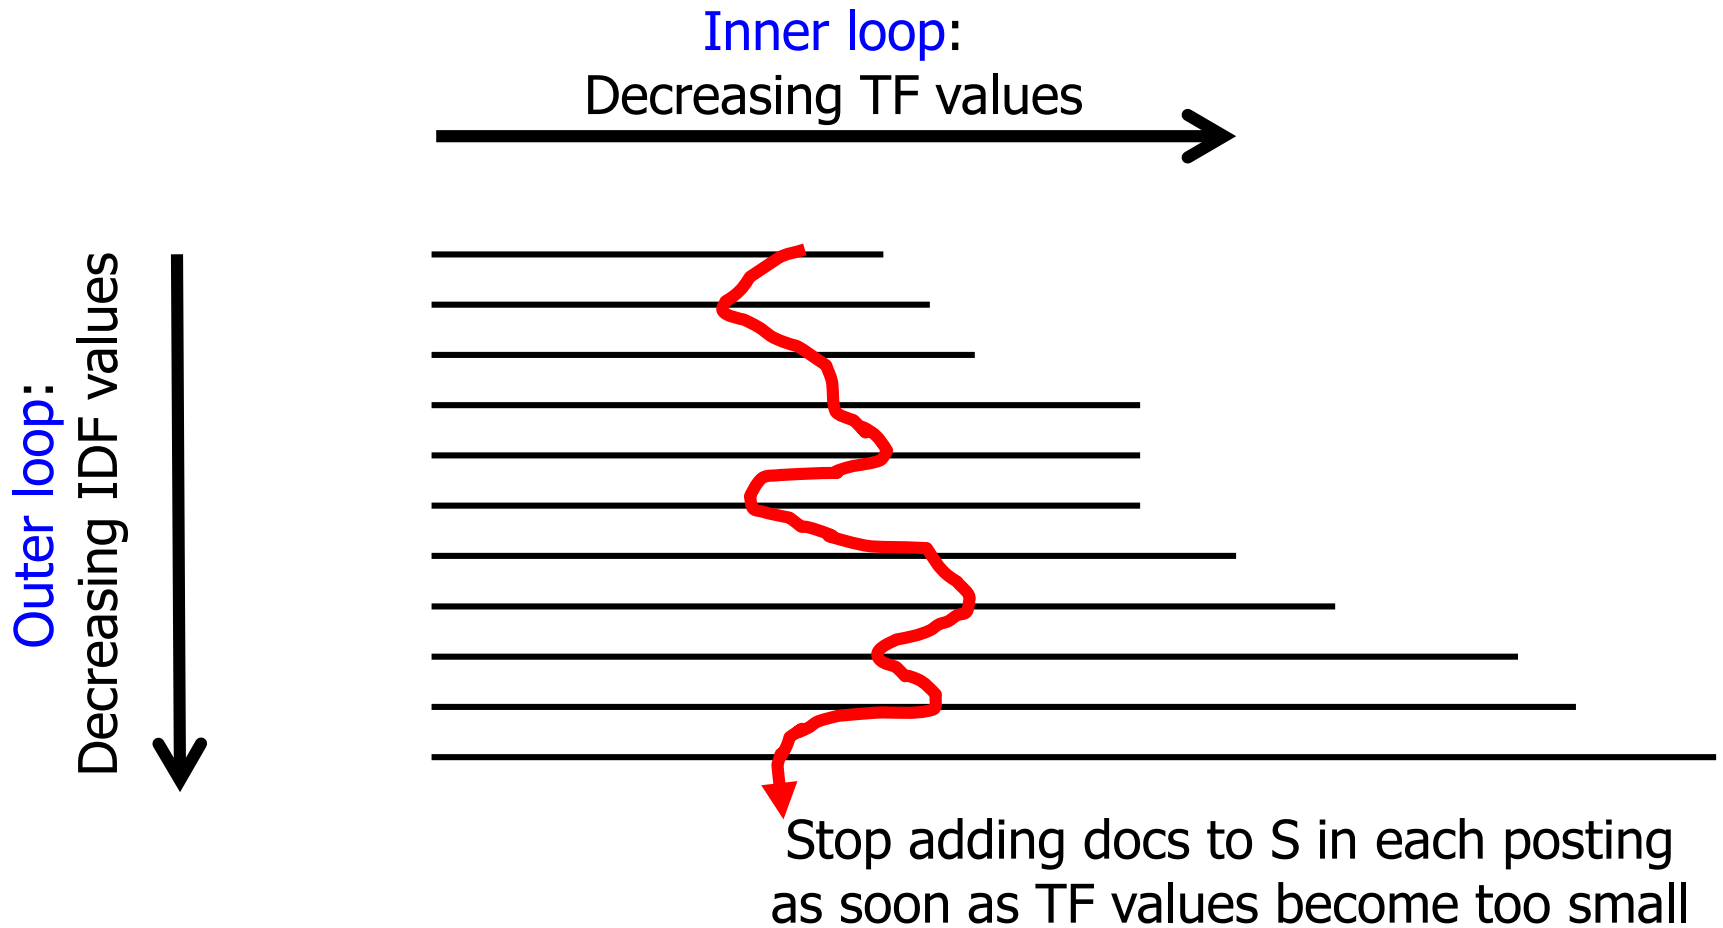 Inner loop:
Decreasing TF values
Outer loop:
Decreasing IDF values
Stop adding docs to S in each posting
as soon as TF values become too small